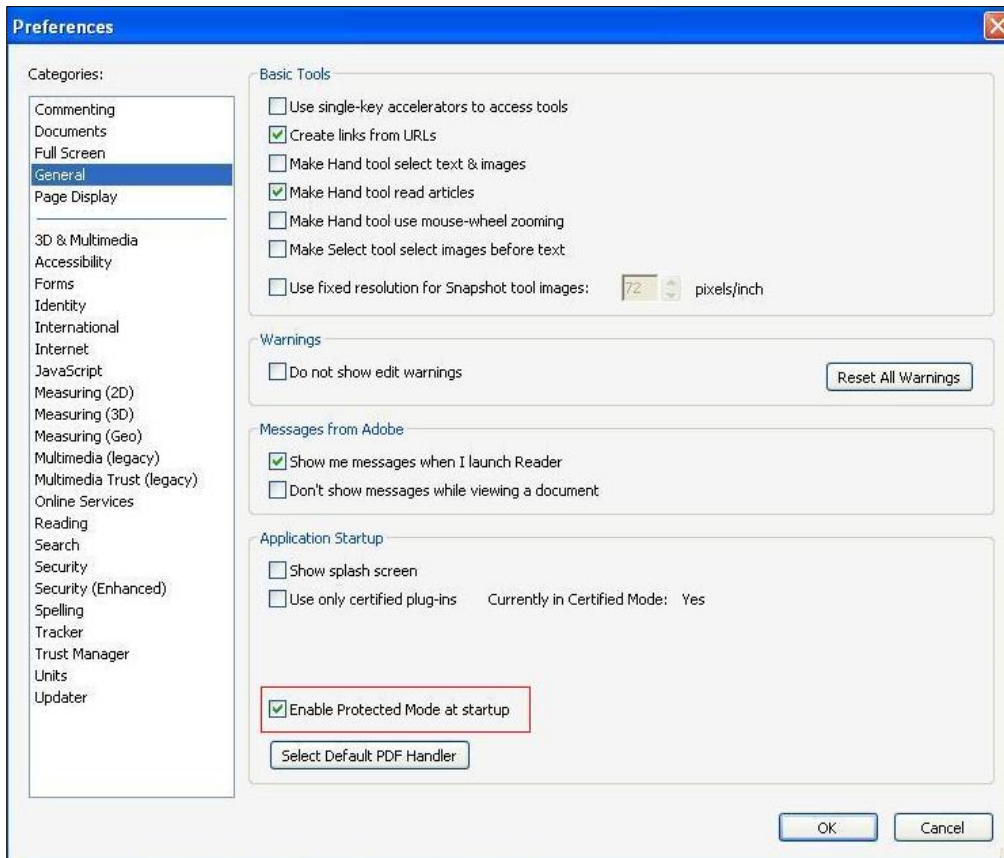 Preferences
Categories:
Commenting
Documents
Full Screen
General
Page Display
3D & Multimedia
Accessibility
Forms
Identity
International
Internet
JavaScript
Measuring (2D)
Measuring (3D)
Measuring (Geo)
Multimedia (legacy)
Multimedia Trust (legacy)
Online Services
Reading
Search
Security
Security (Enhanced)
Spelling
Tracker
Trust Manager
Units
Updater
Basic Tools
Use single-key accelerators to access tools
Create links from URLs
Make Hand tool select text & images
Make Hand tool read articles
Make Hand tool use mouse-wheel zooming
Make Select tool select images before text
Use fixed resolution for Snapshot tool images: 72 pixels/inch
Warnings
Do not show edit warnings Reset All Warnings
Messages from Adobe
Show me messages when I launch Reader
Don't show messages while viewing a document
Application Startup
Show splash screen
Use only certified plug-ins Currently in Certified Mode: Yes
Enable Protected Mode at startup
Select Default PDF Handler
OK Cancel